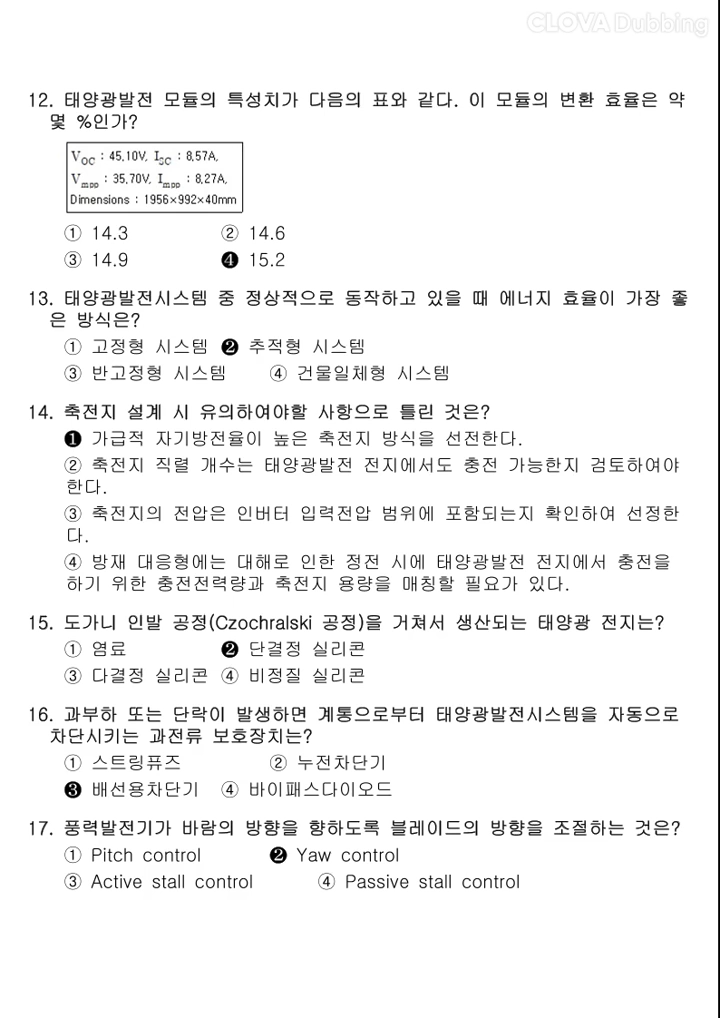 CLOVA Dubbing
12. 태양광발전 모듈의 특성치가 다음의 표와 같다. 이 모듈의 변환 효율은 약
몇 %인가?
V_OC : 45.10V, I_SC : 8.57A,
V_mpp : 35.70V, I_mpp : 8.27A,
Dimensions : 1956×992×40mm
① 14.3 ② 14.6
③ 14.9 ❹ 15.2
13. 태양광발전시스템 중 정상적으로 동작하고 있을 때 에너지 효율이 가장 좋
은 방식은?
① 고정형 시스템 ❷ 추적형 시스템
③ 반고정형 시스템 ④ 건물일체형 시스템
14. 축전지 설계 시 유의하여야할 사항으로 틀린 것은?
❶ 가급적 자기방전율이 높은 축전지 방식을 선전한다.
② 축전지 직렬 개수는 태양광발전 전지에서도 충전 가능한지 검토하여야
한다.
③ 축전지의 전압은 인버터 입력전압 범위에 포함되는지 확인하여 선정한
다.
④ 방재 대응형에는 대해로 인한 정전 시에 태양광발전 전지에서 충전을
하기 위한 충전전력량과 축전지 용량을 매칭할 필요가 있다.
15. 도가니 인발 공정(Czochralski 공정)을 거쳐서 생산되는 태양광 전지는?
① 염료 ❷ 단결정 실리콘
③ 다결정 실리콘 ④ 비정질 실리콘
16. 과부하 또는 단락이 발생하면 계통으로부터 태양광발전시스템을 자동으로
차단시키는 과전류 보호장치는?
① 스트링퓨즈 ② 누전차단기
❸ 배선용차단기 ④ 바이패스다이오드
17. 풍력발전기가 바람의 방향을 향하도록 블레이드의 방향을 조절하는 것은?
① Pitch control ❷ Yaw control
③ Active stall control ④ Passive stall control